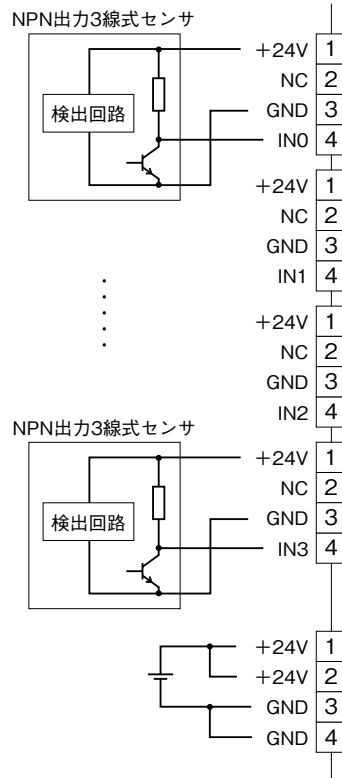 NPN出力3線式センサ
検出回路
+24V 1
NC 2
GND 3
IN0 4
+24V 1
NC 2
GND 3
IN1 4
+24V 1
NC 2
GND 3
IN2 4
NPN出力3線式センサ
検出回路
+24V 1
NC 2
GND 3
IN3 4
+24V 1
+24V 2
GND 3
GND 4